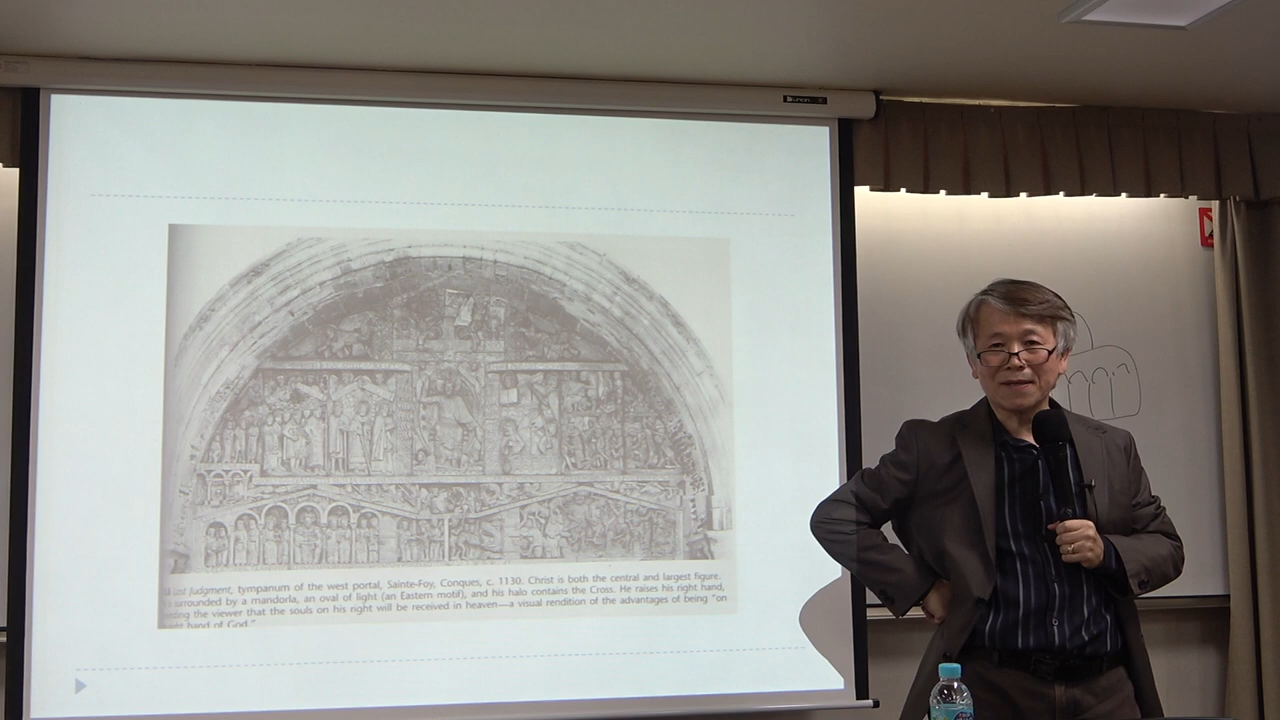 Last Judgment, tympanum of the west portal, Sainte-Foy, Conques, c. 1130. Christ is both the central and largest figure.
surrounded by a mandorla, an oval of light (an Eastern motif), and his halo contains the Cross. He raises his right hand,
the viewer that the souls on his right will be received in heaven—a visual rendition of the advantages of being "on
right hand of God."